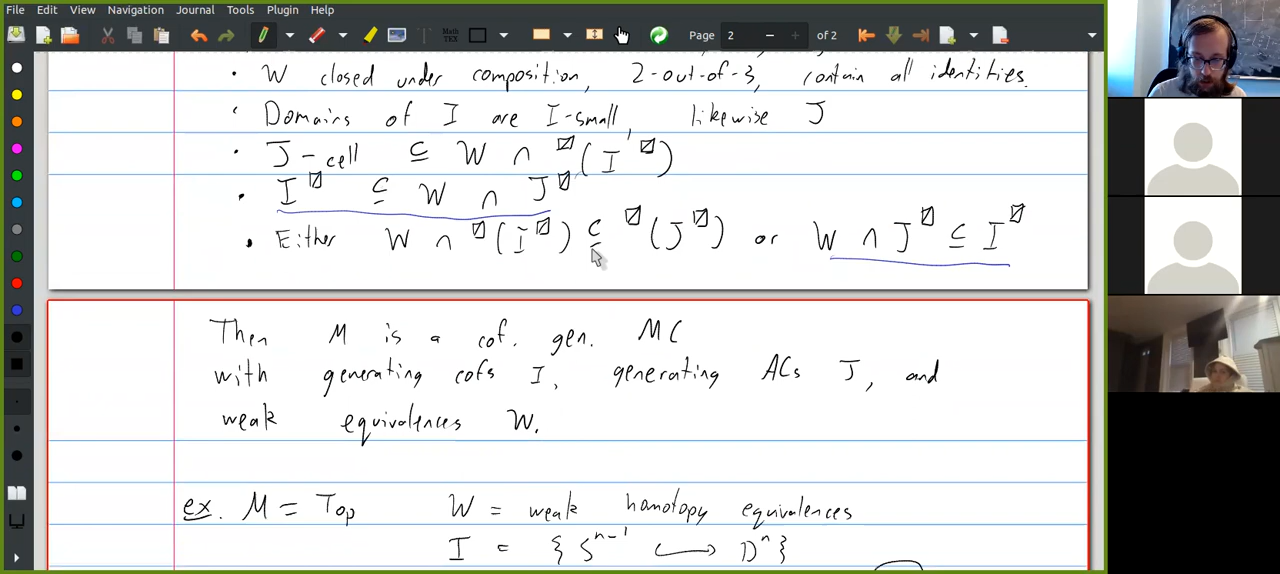 File Edit View Navigation Journal Tools Plugin Help
Math TEX Page 2 of 2
• W closed under composition, 2-out-of-3, contain all identities.
• Domains of I are I-small, likewise J
• J-cell ⊆ W ∩ ⧄(I⧄)
• I⧄ ⊆ W ∩ J⧄
• Either W ∩ ⧄(I⧄) ⊆ ⧄(J⧄) or W ∩ J⧄ ⊆ I⧄
Then M is a cof. gen. MC
with generating cofs I, generating ACs J, and
weak equivalences W.
ex. M = Top W = weak homotopy equivalences
I = { S^{n-1} ↪ D^n }